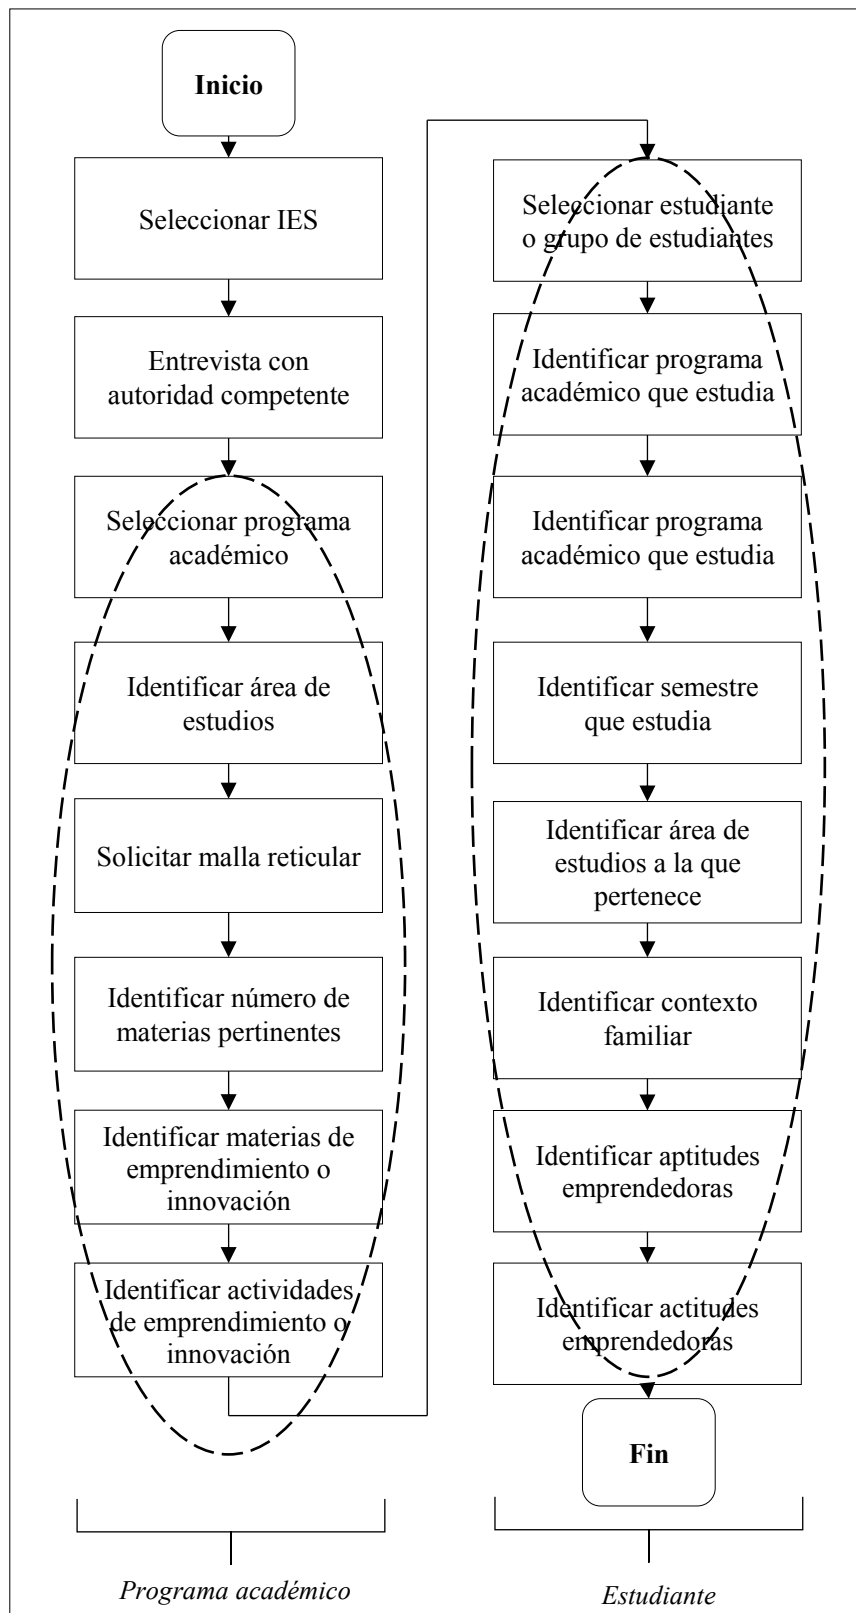 Inicio
Seleccionar IES
Entrevista con
autoridad competente
Seleccionar programa
académico
Identificar área de
estudios
Solicitar malla reticular
Identificar número de
materias pertinentes
Identificar materias de
emprendimiento o
innovación
Identificar actividades
de emprendimiento o
innovación
Programa académico
Seleccionar estudiante
o grupo de estudiantes
Identificar programa
académico que estudia
Identificar programa
académico que estudia
Identificar semestre
que estudia
Identificar área de
estudios a la que
pertenece
Identificar contexto
familiar
Identificar aptitudes
emprendedoras
Identificar actitudes
emprendedoras
Fin
Estudiante